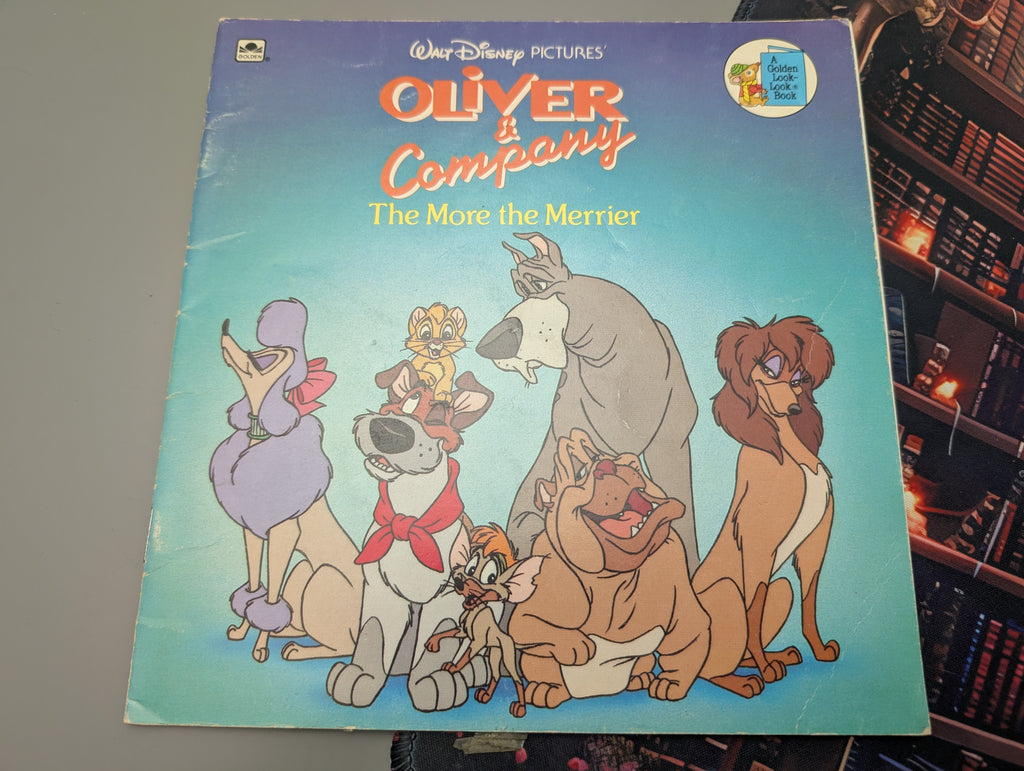 GOLDEN®
WALT DISNEY PICTURES'
OLIVER
&
Company
The More the Merrier
A
Golden
Look-
Look®
Book